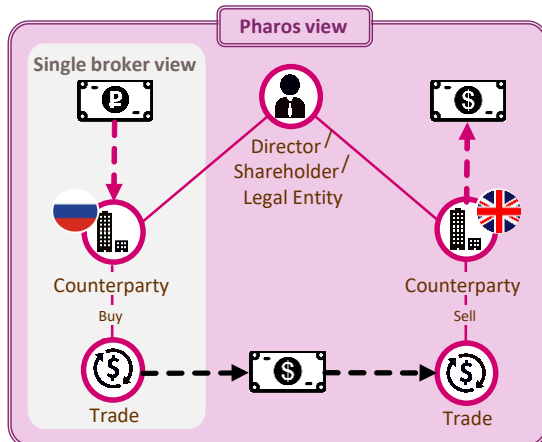 Pharos view
Single broker view
Director /
Shareholder /
Legal Entity
Counterparty
Counterparty
Buy
Sell
Trade
Trade